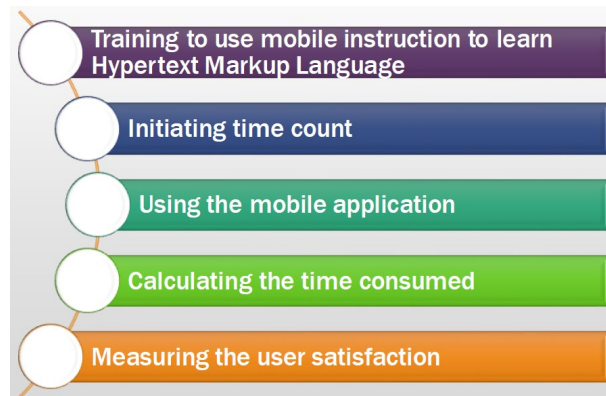 Training to use mobile instruction to learn
Hypertext Markup Language
Initiating time count
Using the mobile application
Calculating the time consumed
Measuring the user satisfaction